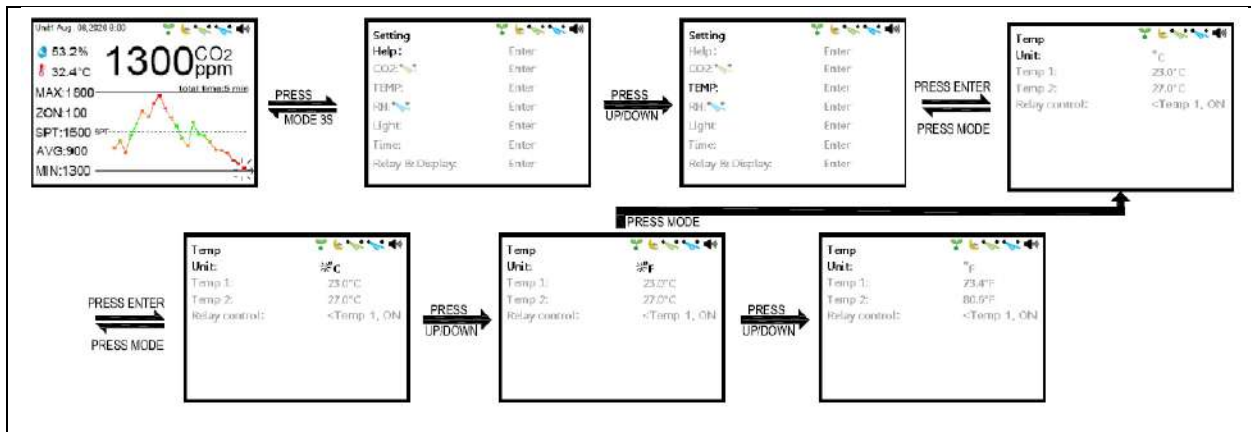 Unit1 Aug. 08,2020 8:00
53.2%
32.4°C
1300 CO2 ppm
total time:5 min
MAX:1800
ZON:100
SPT:1500 SPT
AVG:900
MIN:1300
PRESS
MODE 3S
Setting
Help: Enter
CO2: Enter
TEMP: Enter
RH: Enter
Light: Enter
Time: Enter
Relay & Display: Enter
PRESS
UP/DOWN
Setting
Help: Enter
CO2: Enter
TEMP: Enter
RH: Enter
Light: Enter
Time: Enter
Relay & Display: Enter
PRESS ENTER
PRESS MODE
Temp
Unit: °C
Temp 1: 23.0°C
Temp 2: 27.0°C
Relay control: <Temp 1, ON
PRESS MODE
PRESS ENTER
PRESS MODE
Temp
Unit: °C
Temp 1: 23.0°C
Temp 2: 27.0°C
Relay control: <Temp 1, ON
PRESS
UP/DOWN
Temp
Unit: °F
Temp 1: 23.0°C
Temp 2: 27.0°C
Relay control: <Temp 1, ON
PRESS
UP/DOWN
Temp
Unit: °F
Temp 1: 73.4°F
Temp 2: 80.6°F
Relay control: <Temp 1, ON